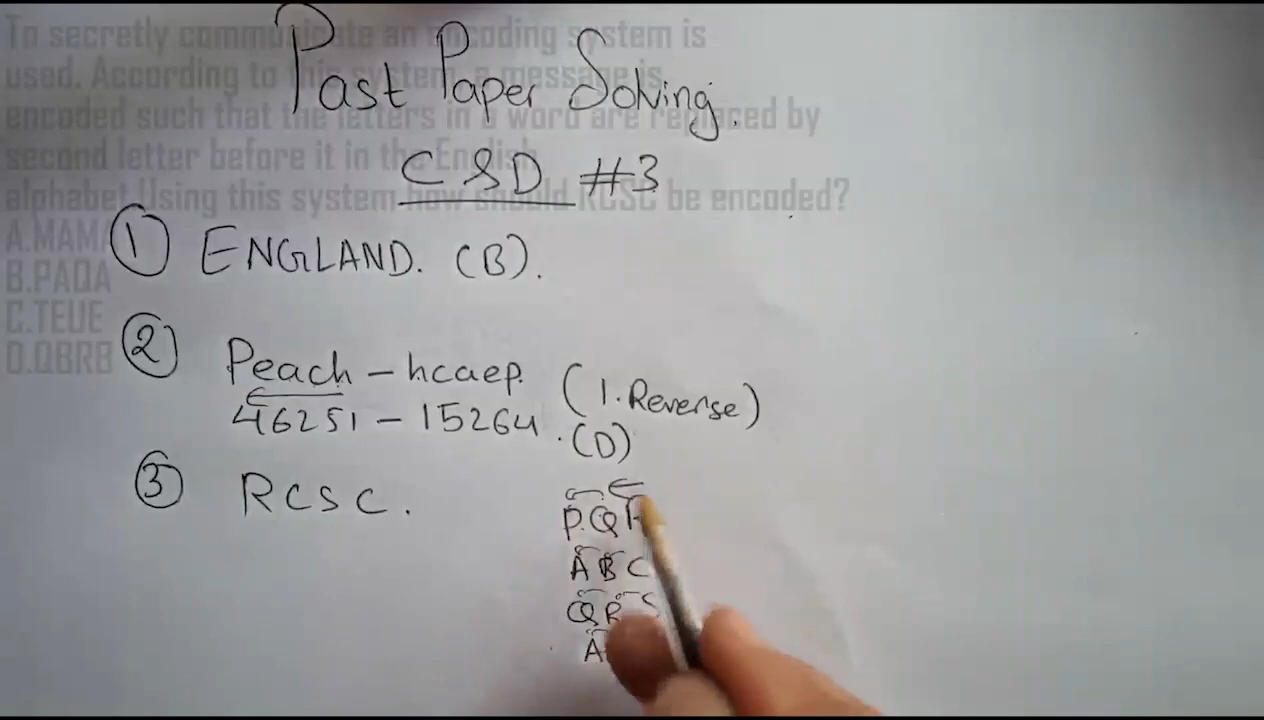 To secretly communicate an encoding system is
used. According to this system a message is
encoded such that the letters in a word are replaced by
second letter before it in the English
alphabet.Using this system how should RCSC be encoded?
A.MAM
B.PAQA
C.TEUE
D.QBRB
Past Paper Solving.
CSD #3
1 ENGLAND. (B).
2 Peach - hcaep. (1. Reverse)
46251 - 15264. (D)
3 RCSC.
P.Q
A B C
Q R S
A